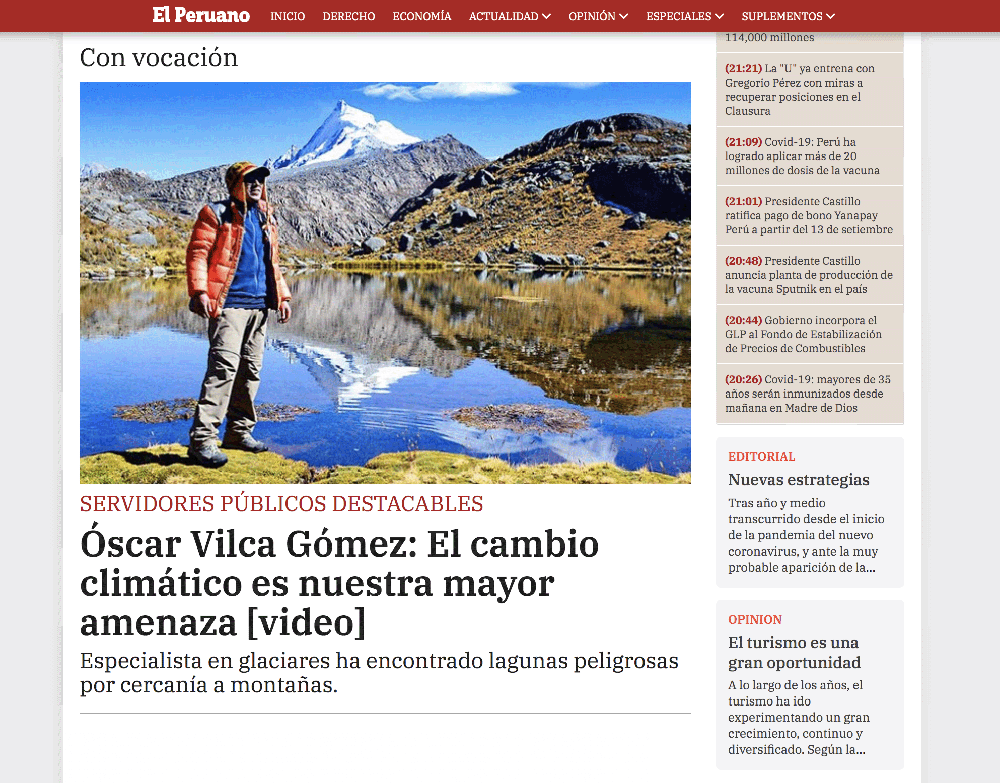 El Peruano INICIO DERECHO ECONOMÍA ACTUALIDAD OPINIÓN ESPECIALES SUPLEMENTOS
Con vocación
SERVIDORES PÚBLICOS DESTACABLES
Óscar Vilca Gómez: El cambio
climático es nuestra mayor
amenaza [video]
Especialista en glaciares ha encontrado lagunas peligrosas
por cercanía a montañas.
114,000 millones
(21:21) La "U" ya entrena con
Gregorio Pérez con miras a
recuperar posiciones en el
Clausura
(21:09) Covid-19: Perú ha
logrado aplicar más de 20
millones de dosis de la vacuna
(21:01) Presidente Castillo
ratifica pago de bono Yanapay
Perú a partir del 13 de setiembre
(20:48) Presidente Castillo
anuncia planta de producción de
la vacuna Sputnik en el país
(20:44) Gobierno incorpora el
GLP al Fondo de Estabilización
de Precios de Combustibles
(20:26) Covid-19: mayores de 35
años serán inmunizados desde
mañana en Madre de Dios
EDITORIAL
Nuevas estrategias
Tras año y medio
transcurrido desde el inicio
de la pandemia del nuevo
coronavirus, y ante la muy
probable aparición de la...
OPINION
El turismo es una
gran oportunidad
A lo largo de los años, el
turismo ha ido
experimentando un gran
crecimiento, continuo y
diversificado. Según la...